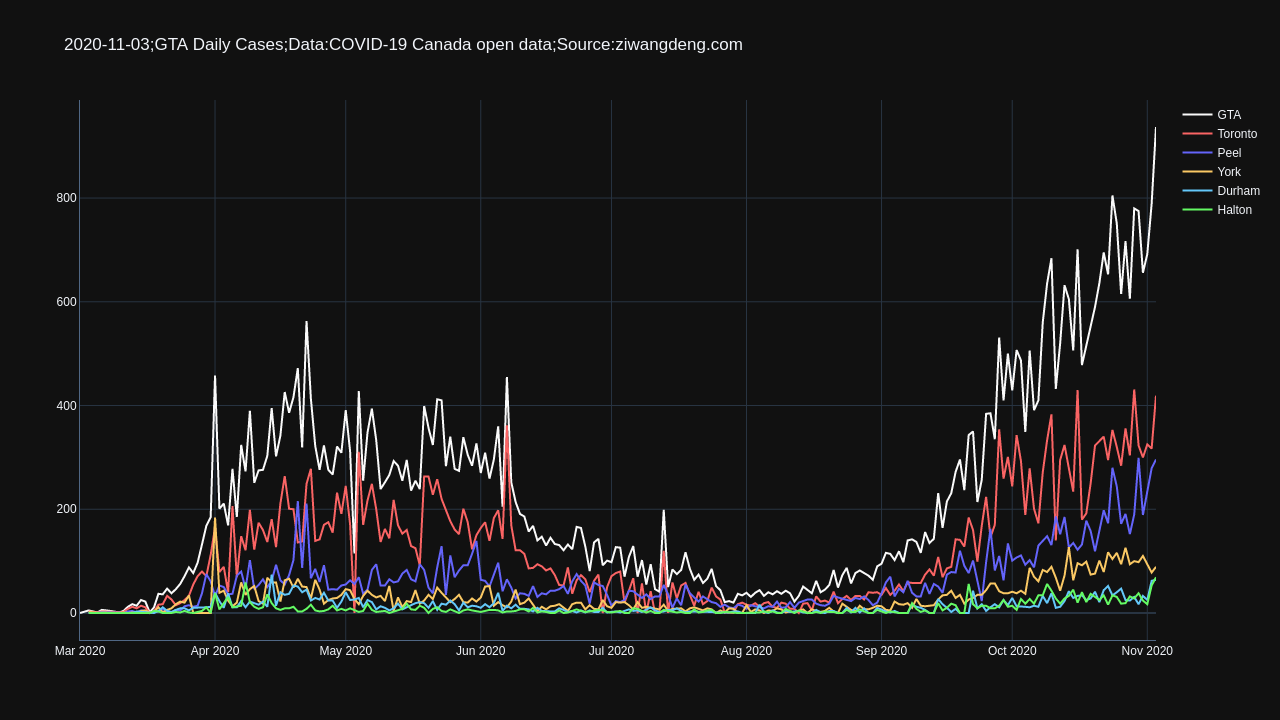 2020-11-03;GTA Daily Cases;Data:COVID-19 Canada open data;Source:ziwangdeng.com
GTA
Toronto
Peel
York
Durham
Halton
800
600
400
200
0
Mar 2020 Apr 2020 May 2020 Jun 2020 Jul 2020 Aug 2020 Sep 2020 Oct 2020 Nov 2020